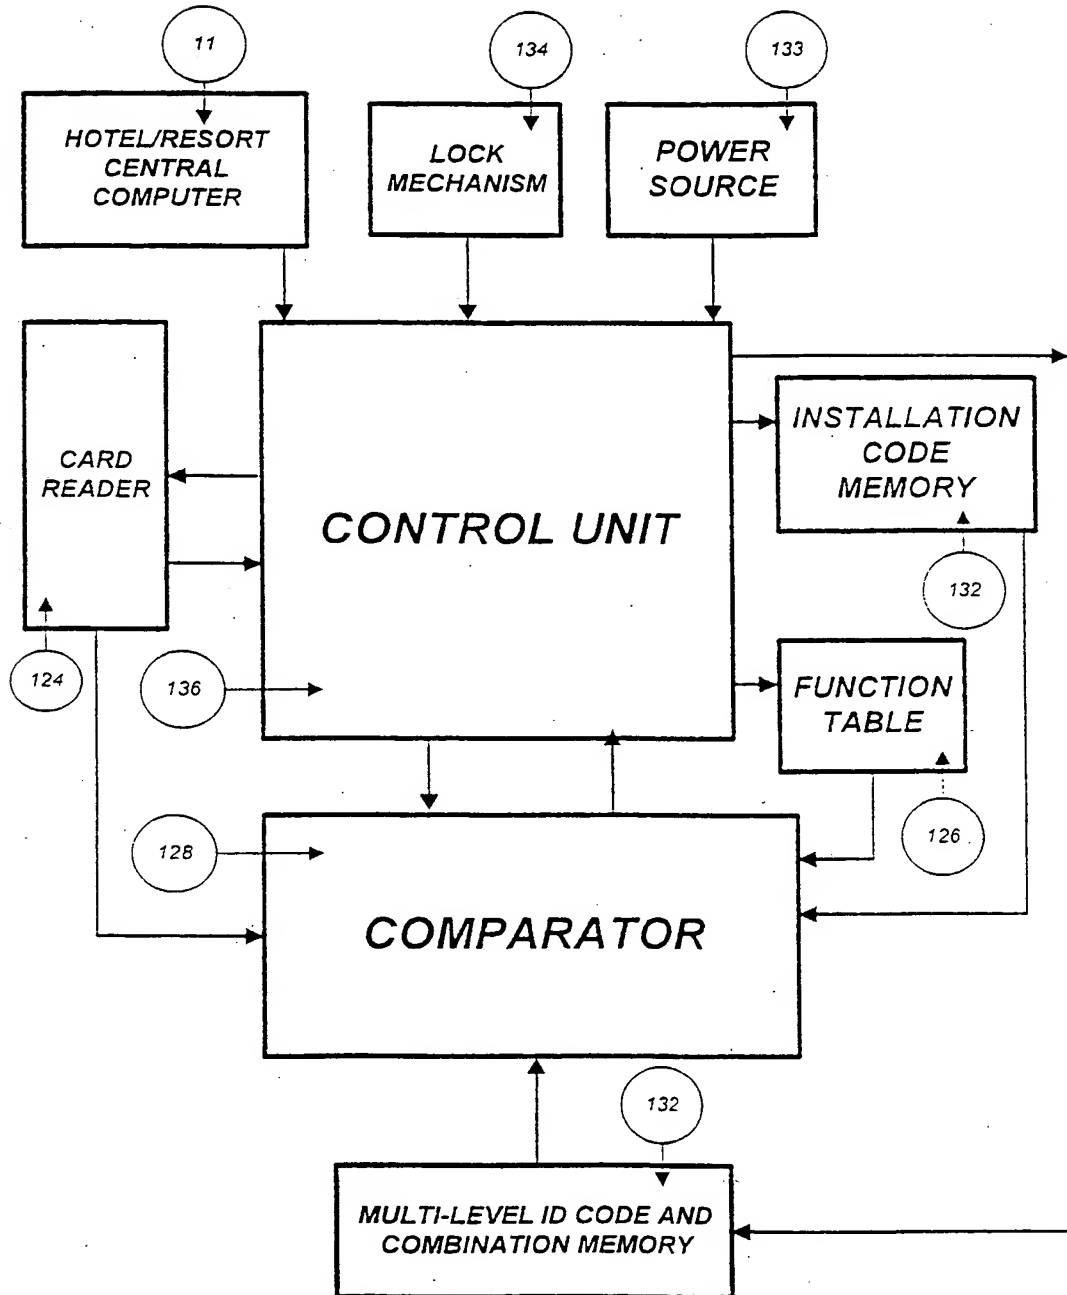 11
134
133
HOTEL/RESORT
CENTRAL
COMPUTER
LOCK
MECHANISM
POWER
SOURCE
CARD
READER
CONTROL UNIT
INSTALLATION
CODE
MEMORY
132
124
136
FUNCTION
TABLE
128
126
COMPARATOR
132
MULTI-LEVEL ID CODE AND
COMBINATION MEMORY